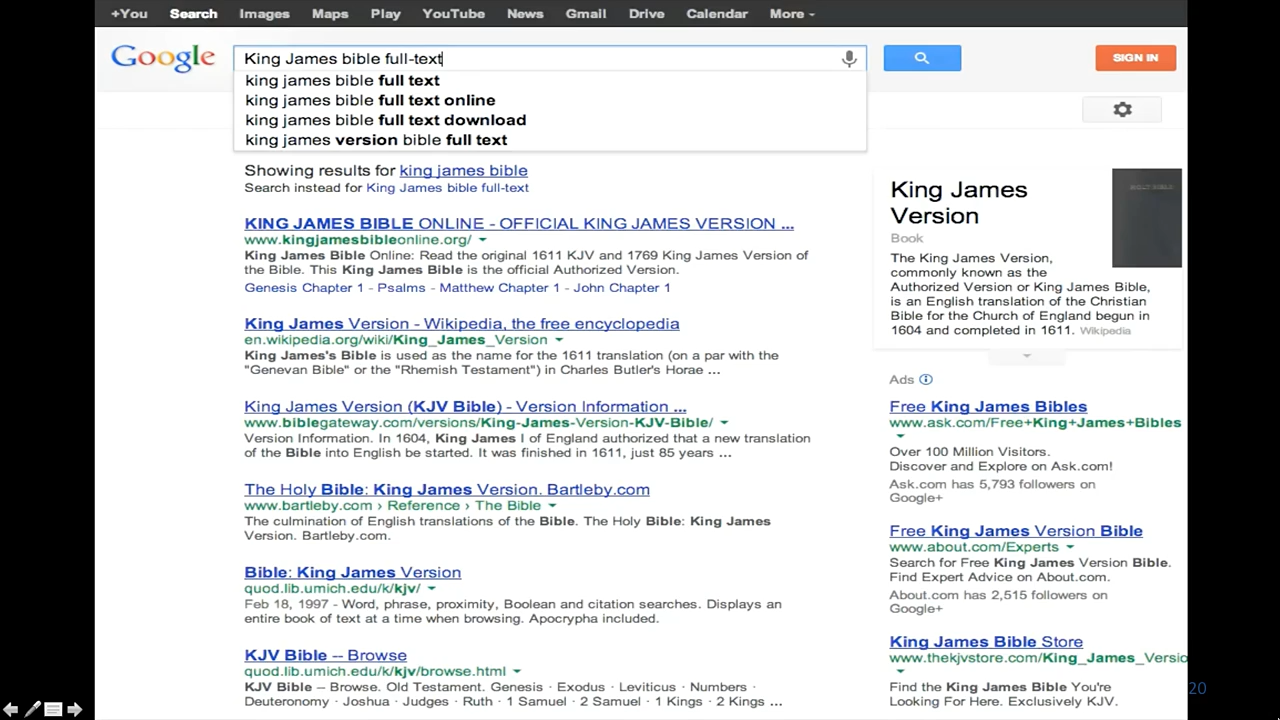 +You Search Images Maps Play YouTube News Gmail Drive Calendar More
Google
King James bible full-text
SIGN IN
king james bible full text
king james bible full text online
king james bible full text download
king james version bible full text
Showing results for king james bible
Search instead for King James bible full-text
KING JAMES BIBLE ONLINE - OFFICIAL KING JAMES VERSION ...
www.kingjamesbibleonline.org/
King James Bible Online: Read the original 1611 KJV and 1769 King James Version of
the Bible. This King James Bible is the official Authorized Version.
Genesis Chapter 1 - Psalms - Matthew Chapter 1 - John Chapter 1
King James Version - Wikipedia, the free encyclopedia
en.wikipedia.org/wiki/King_James_Version
King James's Bible is used as the name for the 1611 translation (on a par with the
"Genevan Bible" or the "Rhemish Testament") in Charles Butler's Horae ...
King James Version (KJV Bible) - Version Information ...
www.biblegateway.com/versions/King-James-Version-KJV-Bible/
Version Information. In 1604, King James I of England authorized that a new translation
of the Bible into English be started. It was finished in 1611, just 85 years ...
The Holy Bible: King James Version. Bartleby.com
www.bartleby.com › Reference › The Bible
The culmination of English translations of the Bible. The Holy Bible: King James
Version. Bartleby.com.
Bible: King James Version
quod.lib.umich.edu/k/kjv/
Feb 18, 1997 - Word, phrase, proximity, Boolean and citation searches. Displays an
entire book of text at a time when browsing. Apocrypha included.
KJV Bible -- Browse
quod.lib.umich.edu/k/kjv/browse.html
KJV Bible -- Browse. Old Testament. Genesis · Exodus · Leviticus · Numbers ·
Deuteronomy · Joshua · Judges · Ruth · 1 Samuel · 2 Samuel · 1 Kings · 2 Kings ...
King James
Version
Book
HOLY BIBLE
The King James Version,
commonly known as the
Authorized Version or King James Bible,
is an English translation of the Christian
Bible for the Church of England begun in
1604 and completed in 1611. Wikipedia
Ads
Free King James Bibles
www.ask.com/Free+King+James+Bibles
Over 100 Million Visitors.
Discover and Explore on Ask.com!
Ask.com has 5,793 followers on
Google+
Free King James Version Bible
www.about.com/Experts
Search for Free King James Version Bible.
Find Expert Advice on About.com.
About.com has 2,515 followers on
Google+
King James Bible Store
www.thekjvstore.com/King_James_Versio
Find the King James Bible You're
Looking For Here. Exclusively KJV.
20